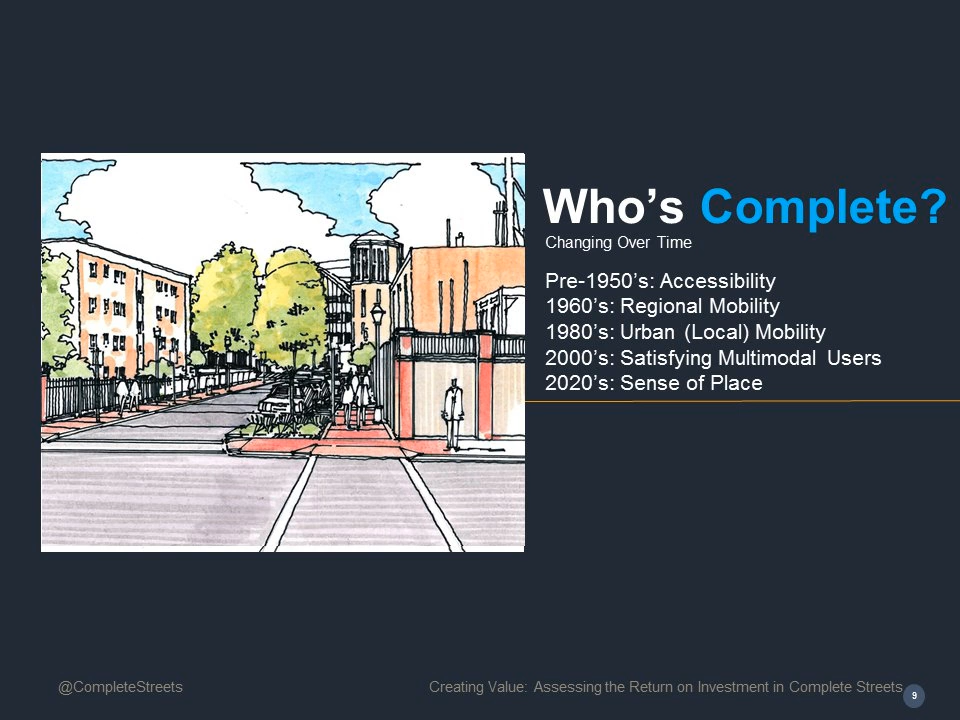 Who’s Complete?
Changing Over Time
Pre-1950’s: Accessibility
1960’s: Regional Mobility
1980’s: Urban (Local) Mobility
2000’s: Satisfying Multimodal Users
2020’s: Sense of Place
@CompleteStreets
Creating Value: Assessing the Return on Investment in Complete Streets
9